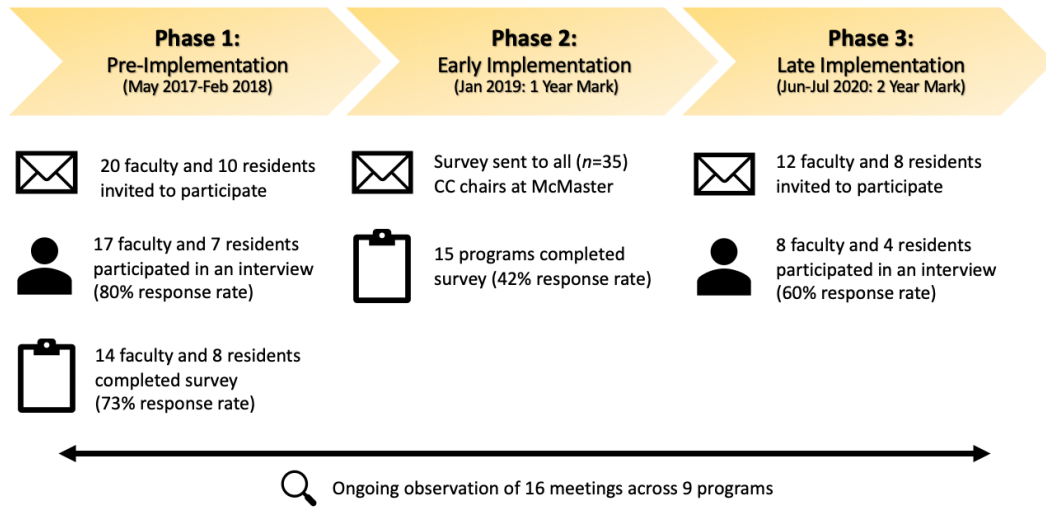 Phase 1:
Pre-Implementation
(May 2017-Feb 2018)
Phase 2:
Early Implementation
(Jan 2019: 1 Year Mark)
Phase 3:
Late Implementation
(Jun-Jul 2020: 2 Year Mark)
20 faculty and 10 residents
invited to participate
17 faculty and 7 residents
participated in an interview
(80% response rate)
14 faculty and 8 residents
completed survey
(73% response rate)
Survey sent to all (n=35)
CC chairs at McMaster
15 programs completed
survey (42% response rate)
12 faculty and 8 residents
invited to participate
8 faculty and 4 residents
participated in an interview
(60% response rate)
Ongoing observation of 16 meetings across 9 programs